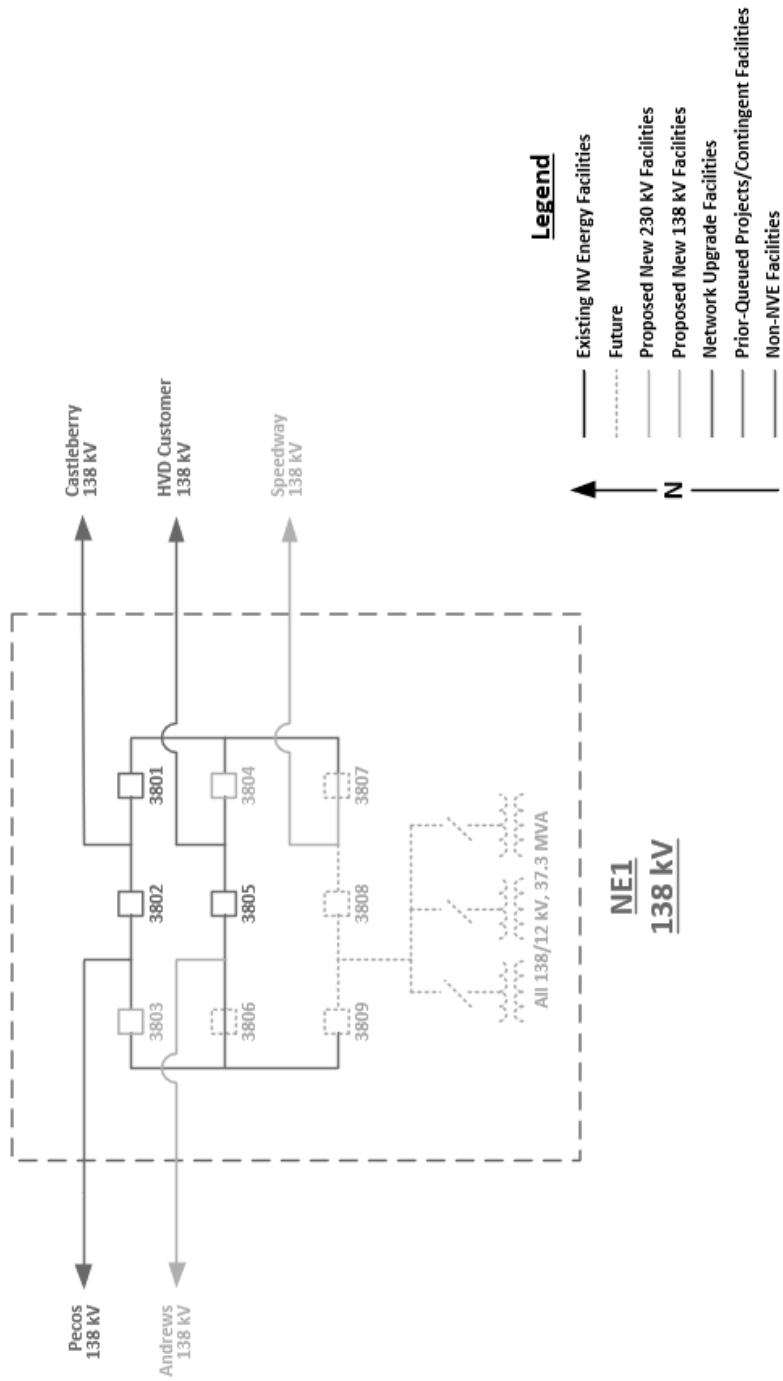 Pecos
138 kV
Castleberry
138 kV
Andrews
138 kV
HVD Customer
138 kV
Speedway
138 kV
3803
3802
3801
3806
3805
3804
3809
3808
3807
All 138/12 kV, 37.3 MVA
NE1
138 kV
N
Legend
Existing NV Energy Facilities
Future
Proposed New 230 kV Facilities
Proposed New 138 kV Facilities
Network Upgrade Facilities
Prior-Queued Projects/Contingent Facilities
Non-NVE Facilities